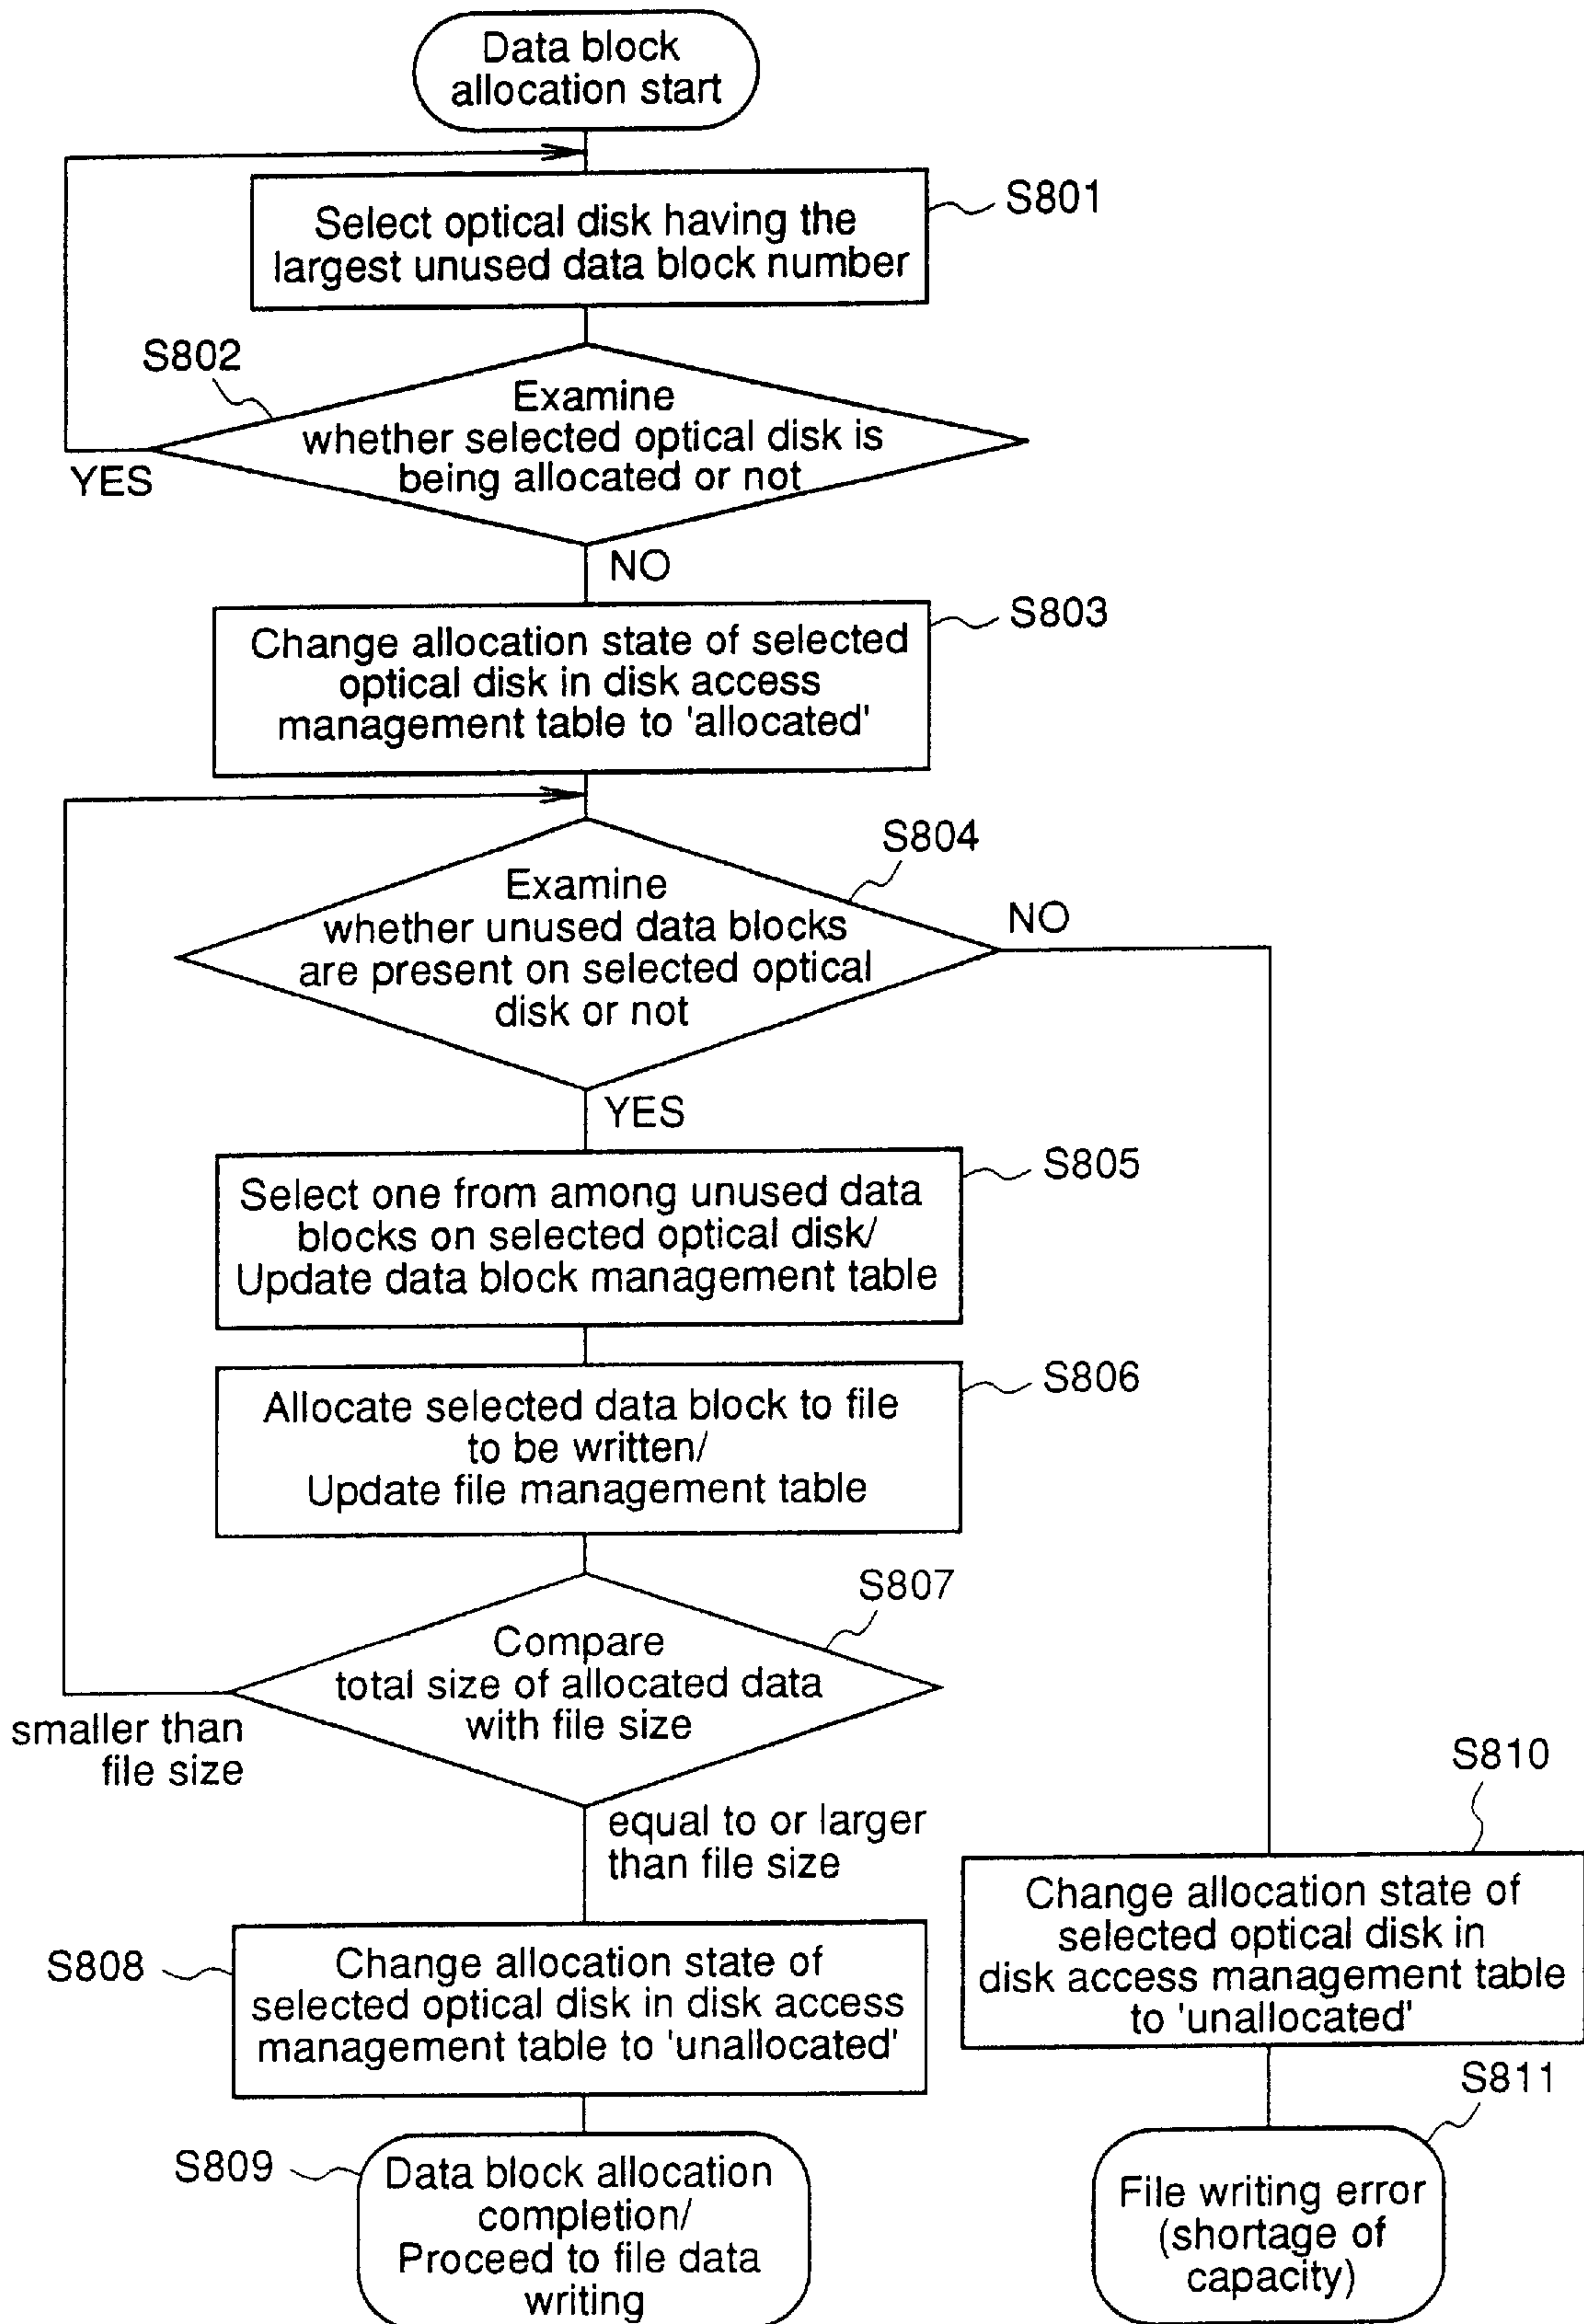 Data block
allocation start
S801
Select optical disk having the
largest unused data block number
S802
Examine
whether selected optical disk is
being allocated or not
YES
NO
S803
Change allocation state of selected
optical disk in disk access
management table to 'allocated'
S804
Examine
whether unused data blocks
are present on selected optical
disk or not
NO
YES
S805
Select one from among unused data
blocks on selected optical disk/
Update data block management table
S806
Allocate selected data block to file
to be written/
Update file management table
S807
Compare
total size of allocated data
with file size
smaller than
file size
equal to or larger
than file size
S810
Change allocation state of
selected optical disk in
disk access management table
to 'unallocated'
S808
Change allocation state of
selected optical disk in disk access
management table to 'unallocated'
S811
File writing error
(shortage of
capacity)
S809
Data block allocation
completion/
Proceed to file data
writing